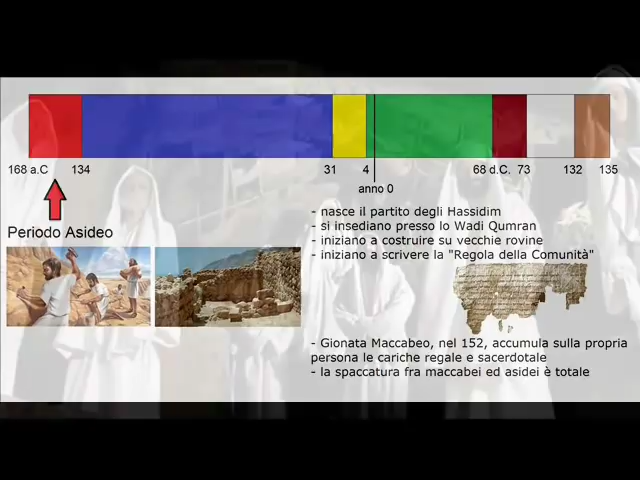 168 a.C 134 31 4 68 d.C. 73 132 135
anno 0
Periodo Asideo
- nasce il partito degli Hassidim
- si insediano presso lo Wadi Qumran
- iniziano a costruire su vecchie rovine
- iniziano a scrivere la "Regola della Comunità"
- Gionata Maccabeo, nel 152, accumula sulla propria
persona le cariche regale e sacerdotale
- la spaccatura fra maccabei ed asidei è totale